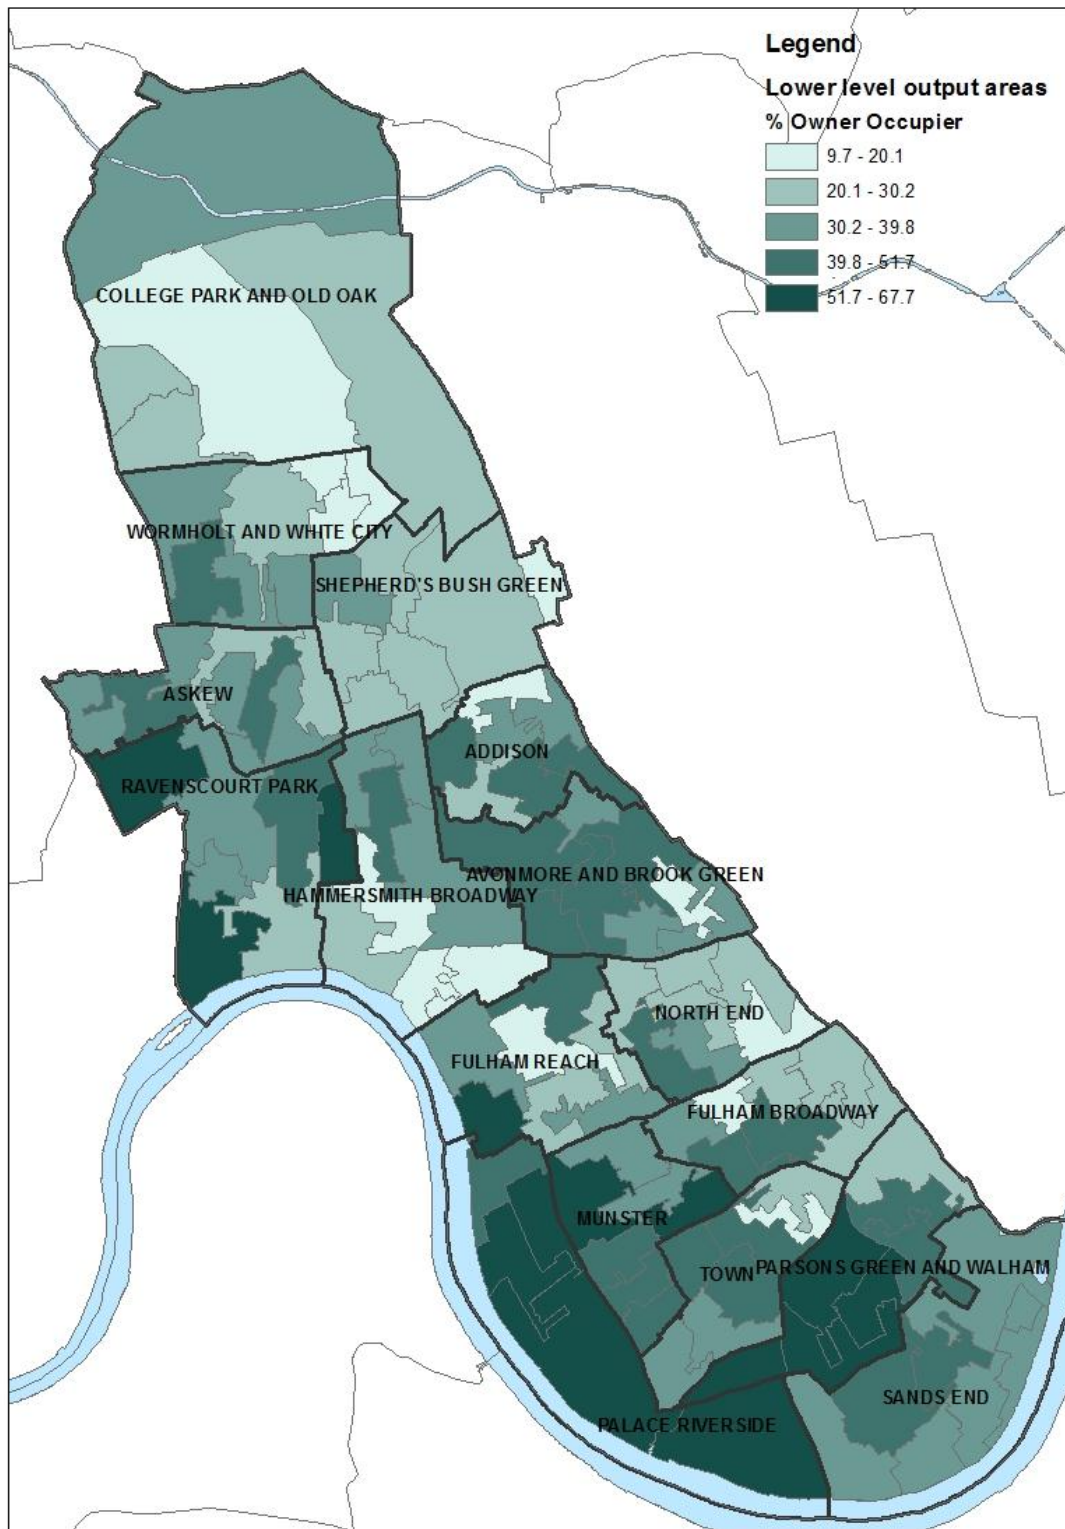 Legend
Lower level output areas
% Owner Occupier
9.7 - 20.1
20.1 - 30.2
30.2 - 39.8
39.8 - 51.7
51.7 - 67.7
COLLEGE PARK AND OLD OAK
WORMHOLT AND WHITE CITY
SHEPHERD'S BUSH GREEN
ASKEW
ADDISON
RAVENSCOURT PARK
AVONMORE AND BROOK GREEN
HAMMERSMITH BROADWAY
NORTH END
FULHAM REACH
FULHAM BROADWAY
MUNSTER
TOWN
PARSONS GREEN AND WALHAM
SANDS END
PALACE RIVERSIDE